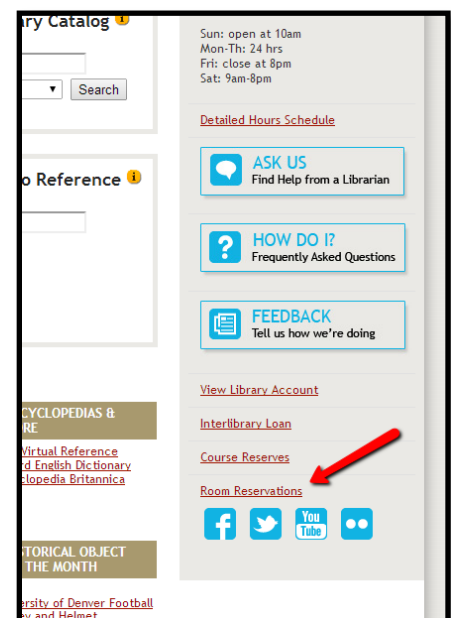 ry Catalog i
Search
o Reference i
CYCLOPEDIAS &
RE
Virtual Reference
rd English Dictionary
clopedia Britannica
STORICAL OBJECT
THE MONTH
ersity of Denver Football
ey and Helmet
Sun: open at 10am
Mon-Th: 24 hrs
Fri: close at 8pm
Sat: 9am-8pm
Detailed Hours Schedule
ASK US
Find Help from a Librarian
?
HOW DO I?
Frequently Asked Questions
FEEDBACK
Tell us how we're doing
View Library Account
Interlibrary Loan
Course Reserves
Room Reservations
f
You
Tube